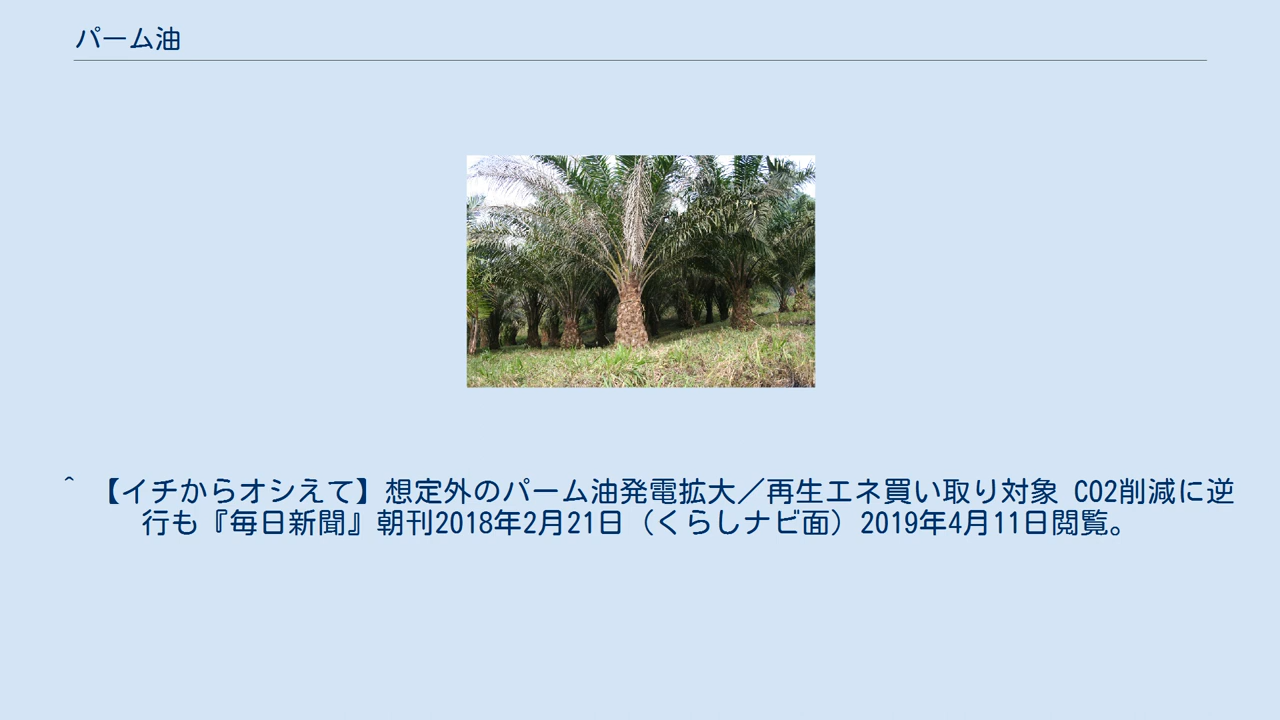 パーム油
^ 【イチからオシえて】想定外のパーム油発電拡大／再生エネ買い取り対象 CO2削減に逆
行も『毎日新聞』朝刊2018年2月21日（くらしナビ面）2019年4月11日閲覧。